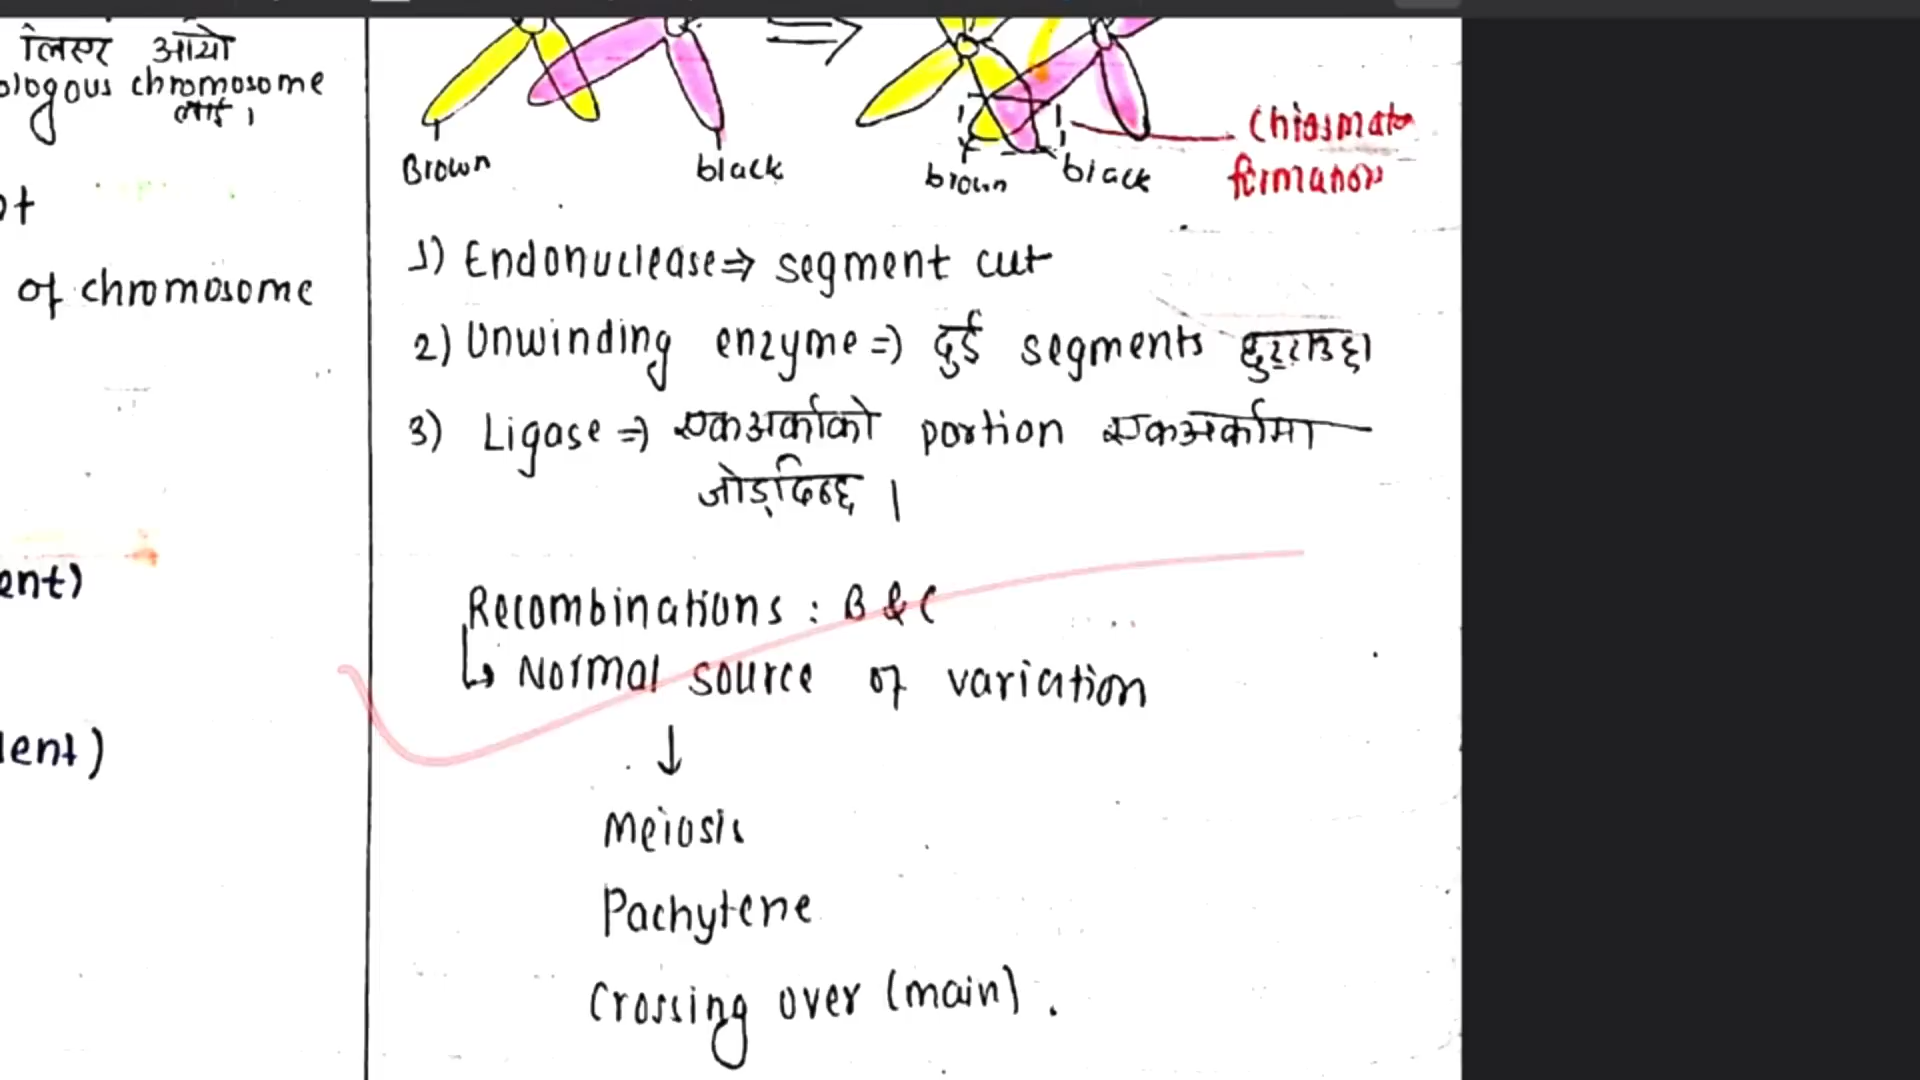 लिएर आयो
ologous chromosome
लाई।
ot
of chromosome
ent)
lent)
Brown
black
brown
black
Chiasmata
formation
1) Endonuclease ⇒ segment cut
2) Unwinding enzyme ⇒ दुई segments छुट्टाउछ।
3) Ligase ⇒ एकअर्काको portion एकअर्कामा
जोड्दिन्छ।
Recombinations : B & C
↳ Normal source of variation
↓
Meiosis
Pachytene
Crossing over (main).